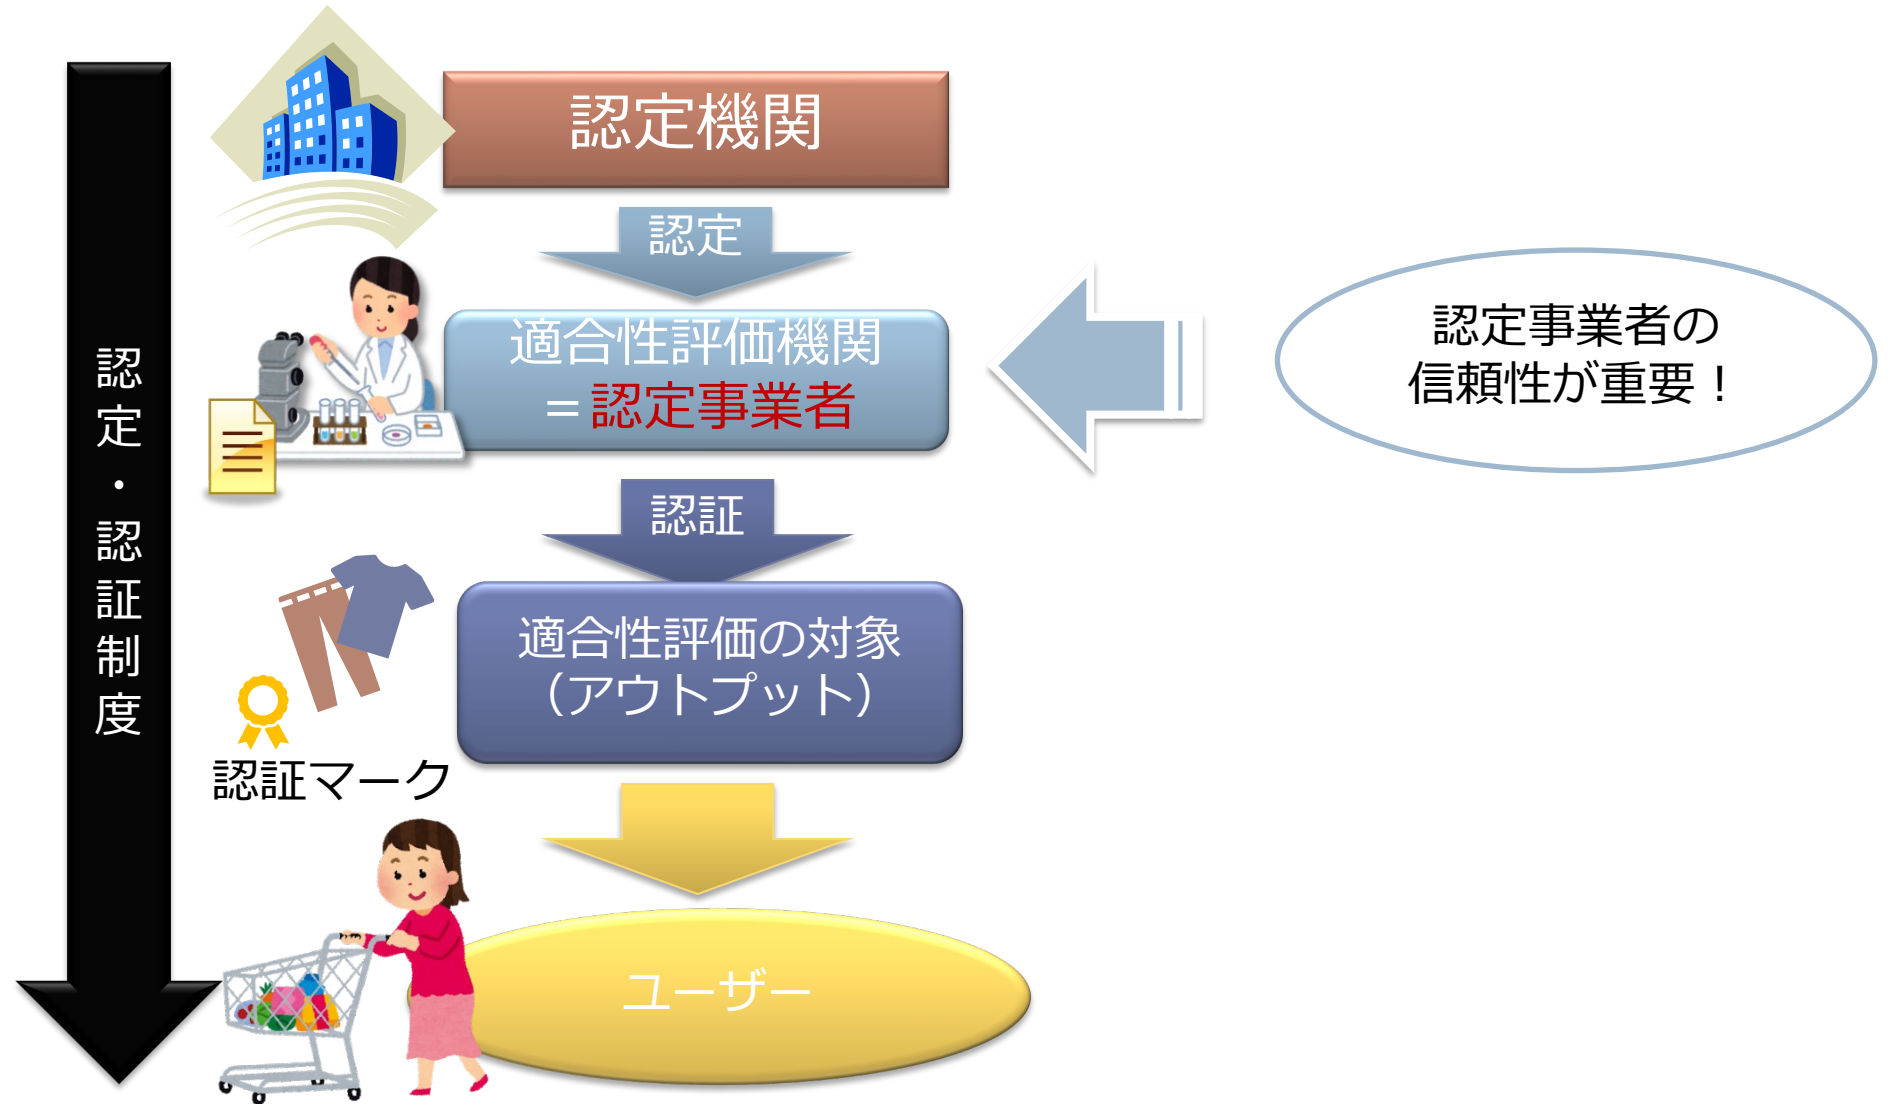 認定・認証制度
認定機関
認定
適合性評価機関
＝認定事業者
認定事業者の
信頼性が重要！
認証
適合性評価の対象
（アウトプット）
認証マーク
ユーザー